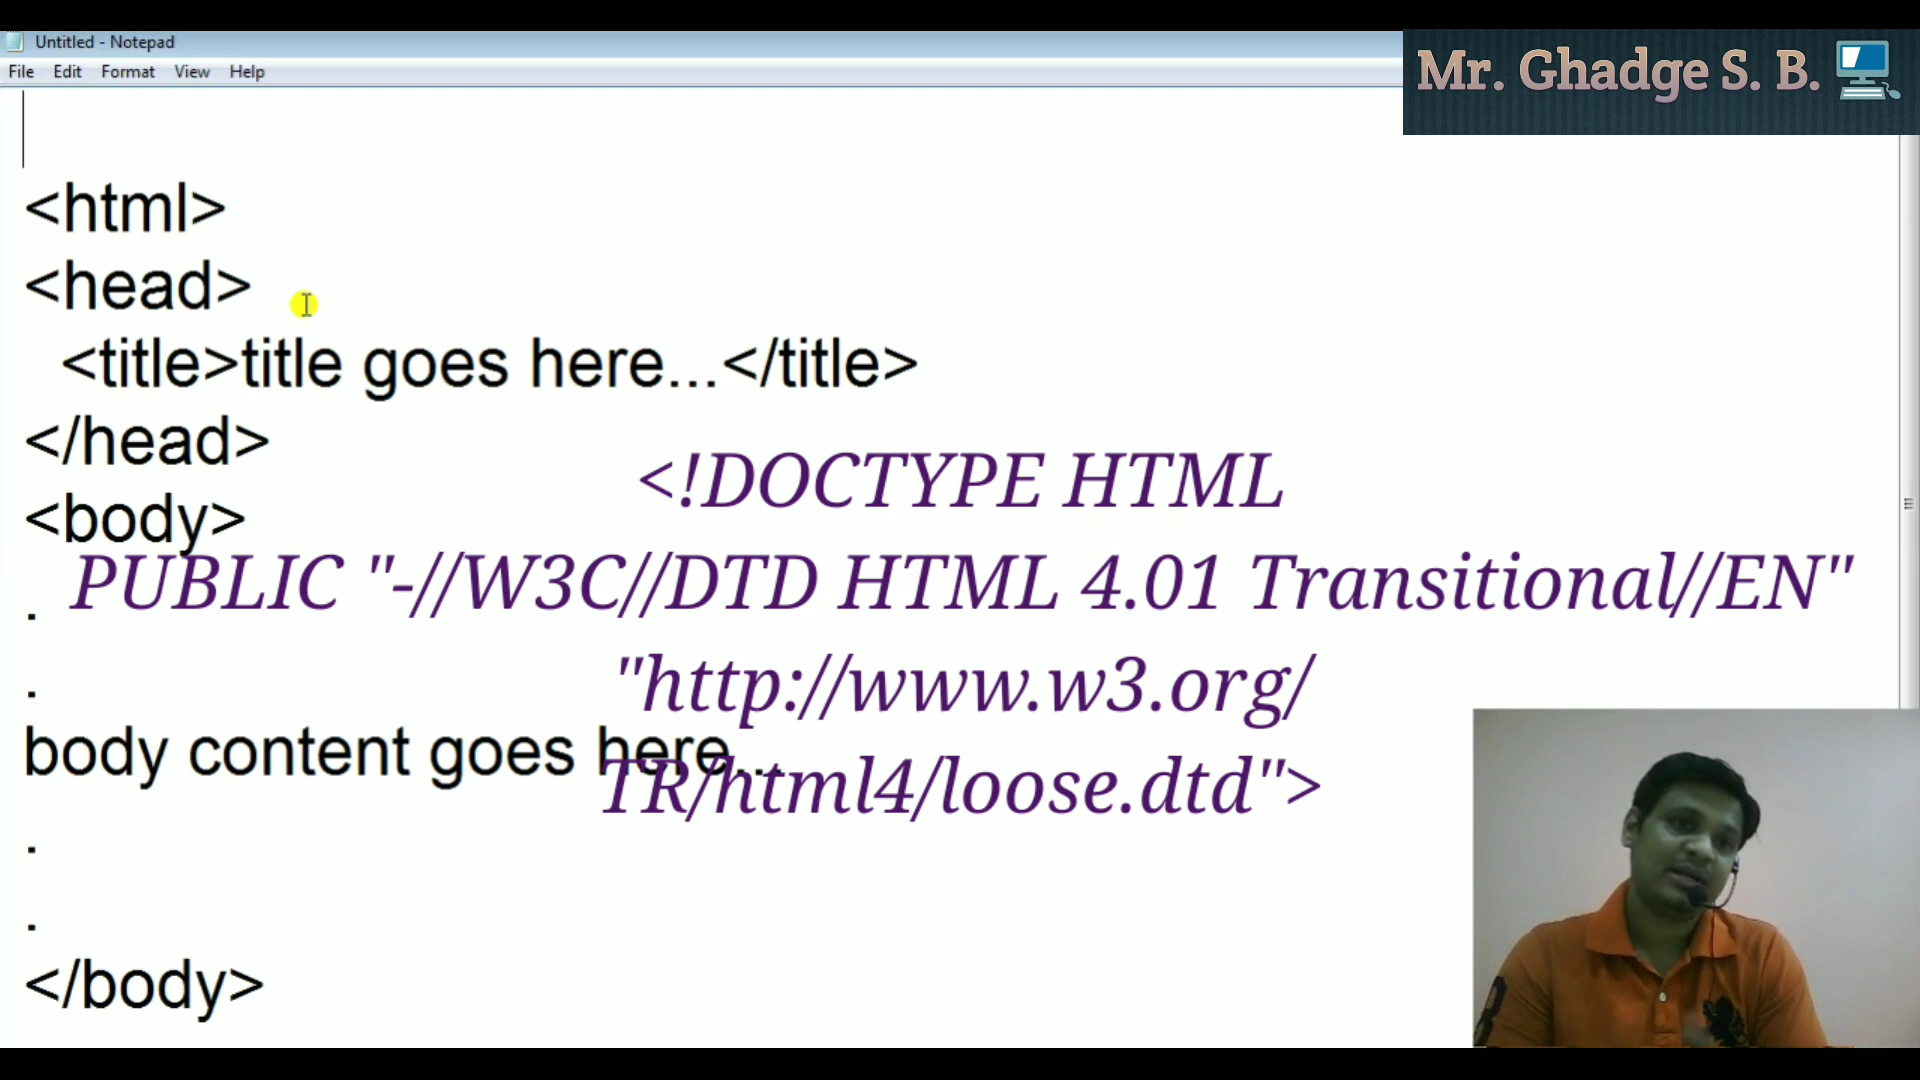 Untitled - Notepad
Mr. Ghadge S. B.
File Edit Format View Help
<html>
<head>
<title>title goes here...</title>
</head>
<body>
.
.
body content goes here...
.
.
</body>
<!DOCTYPE HTML
PUBLIC "-//W3C//DTD HTML 4.01 Transitional//EN"
"http://www.w3.org/
TR/html4/loose.dtd">